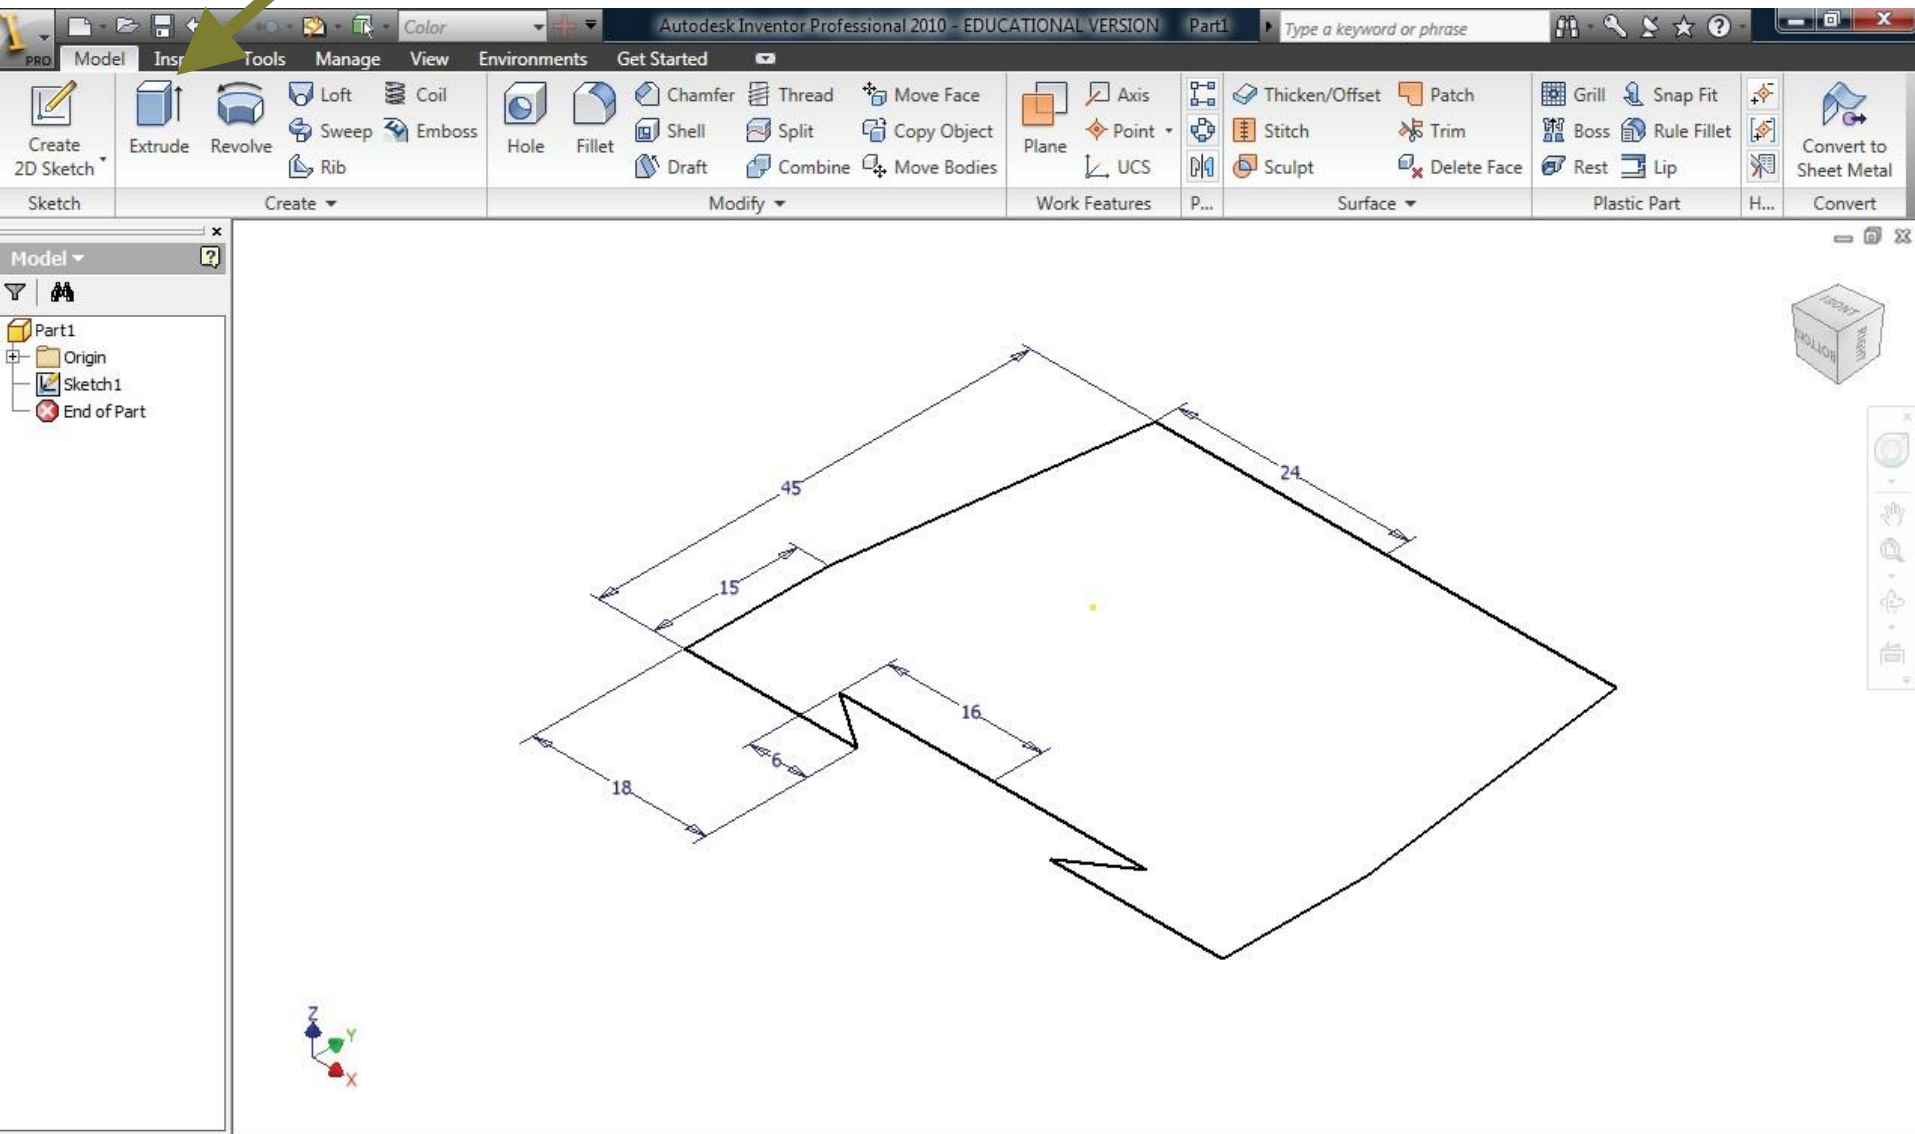 Color
Autodesk Inventor Professional 2010 - EDUCATIONAL VERSION Part1
Type a keyword or phrase
PRO Model Tools Manage View Environments Get Started
Create 2D Sketch
Extrude
Revolve
Loft
Sweep
Rib
Coil
Emboss
Hole
Fillet
Chamfer
Shell
Draft
Thread
Split
Combine
Move Face
Copy Object
Move Bodies
Plane
Axis
Point
UCS
Thicken/Offset
Stitch
Sculpt
Patch
Trim
Delete Face
Grill
Boss
Rest
Snap Fit
Rule Fillet
Lip
Convert to
Sheet Metal
Sketch
Create
Modify
Work Features
P...
Surface
Plastic Part
H...
Convert
Model
Part1
Origin
Sketch1
End of Part
FRONT
BOTTOM
RIGHT
45
24
15
16
6
18
Z
Y
X